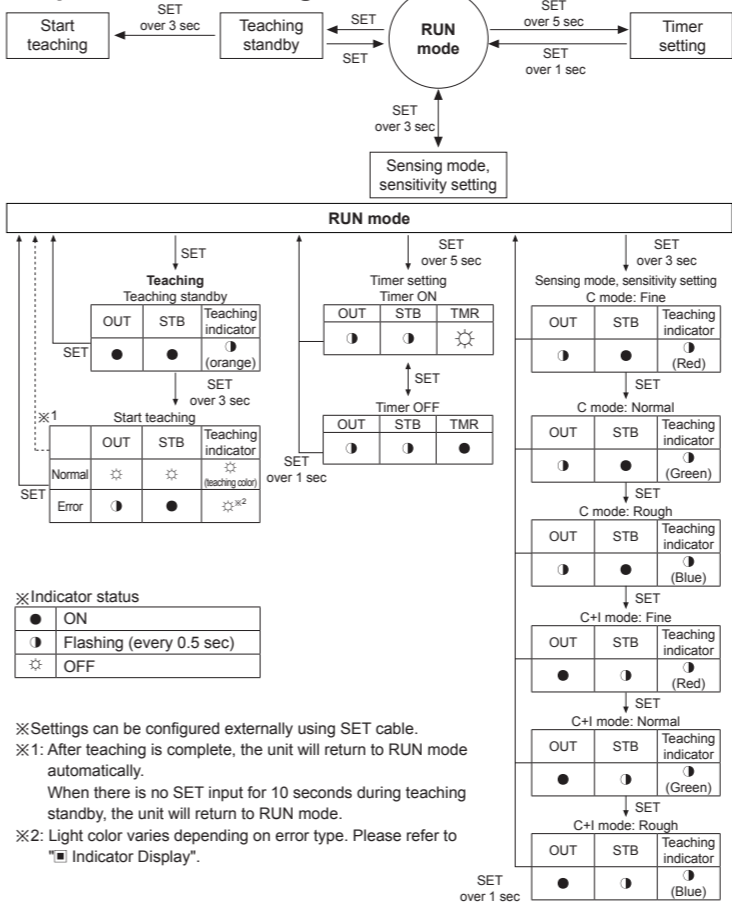 SET
over 3 sec
SET
SET
over 5 sec
Start
teaching
Teaching
standby
RUN
mode
Timer
setting
SET
SET
over 1 sec
SET
over 3 sec
Sensing mode,
sensitivity setting
RUN mode
SET
Teaching
Teaching standby
OUT STB Teaching indicator
● ● ◑ (orange)
SET
SET
over 3 sec
※1
Start teaching
OUT STB Teaching indicator
Normal ☼ ☼ ☼ (teaching color)
Error ◑ ● ☼※2
SET
SET
over 5 sec
Timer setting
Timer ON
OUT STB TMR
◑ ◑ ☼
SET
Timer OFF
OUT STB TMR
◑ ◑ ●
SET
over 1 sec
SET
over 3 sec
Sensing mode, sensitivity setting
C mode: Fine
OUT STB Teaching indicator
◑ ● ◑ (Red)
SET
C mode: Normal
OUT STB Teaching indicator
◑ ● ◑ (Green)
SET
C mode: Rough
OUT STB Teaching indicator
◑ ● ◑ (Blue)
SET
C+I mode: Fine
OUT STB Teaching indicator
● ◑ ◑ (Red)
SET
C+I mode: Normal
OUT STB Teaching indicator
● ◑ ◑ (Green)
SET
C+I mode: Rough
OUT STB Teaching indicator
● ◑ ◑ (Blue)
SET
over 1 sec
※Indicator status
● ON
◑ Flashing (every 0.5 sec)
☼ OFF
※Settings can be configured externally using SET cable.
※1: After teaching is complete, the unit will return to RUN mode
automatically.
When there is no SET input for 10 seconds during teaching
standby, the unit will return to RUN mode.
※2: Light color varies depending on error type. Please refer to
"▣ Indicator Display".